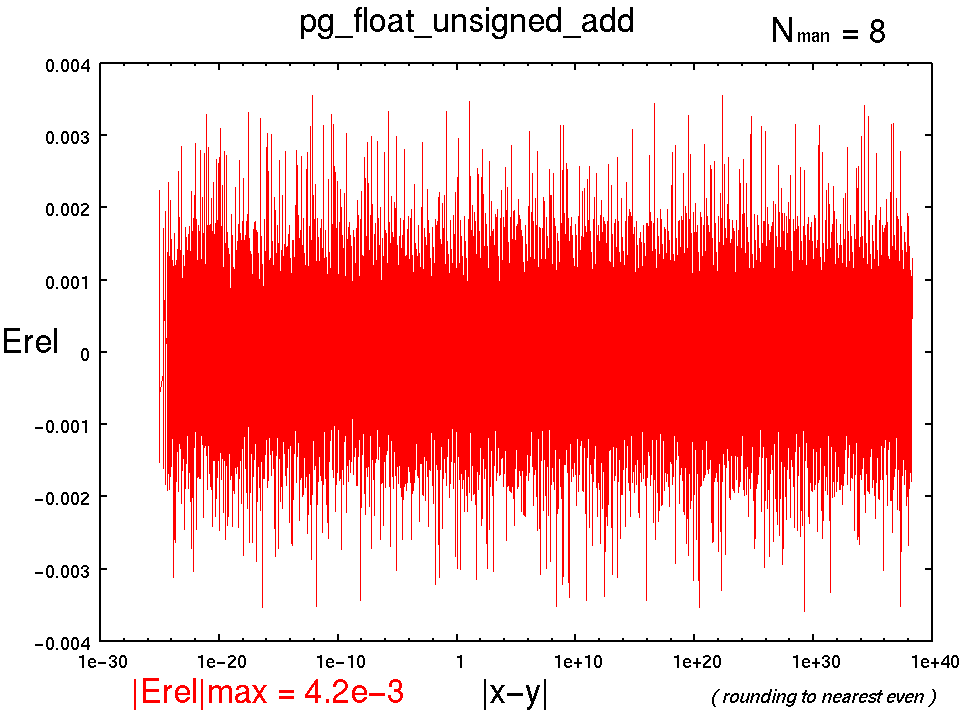 pg_float_unsigned_add
Nman = 8
0.004
0.003
0.002
0.001
Erel
0
-0.001
-0.002
-0.003
-0.004
1e-30 1e-20 1e-10 1 1e+10 1e+20 1e+30 1e+40
|Erel|max = 4.2e-3 |x-y| ( rounding to nearest even )